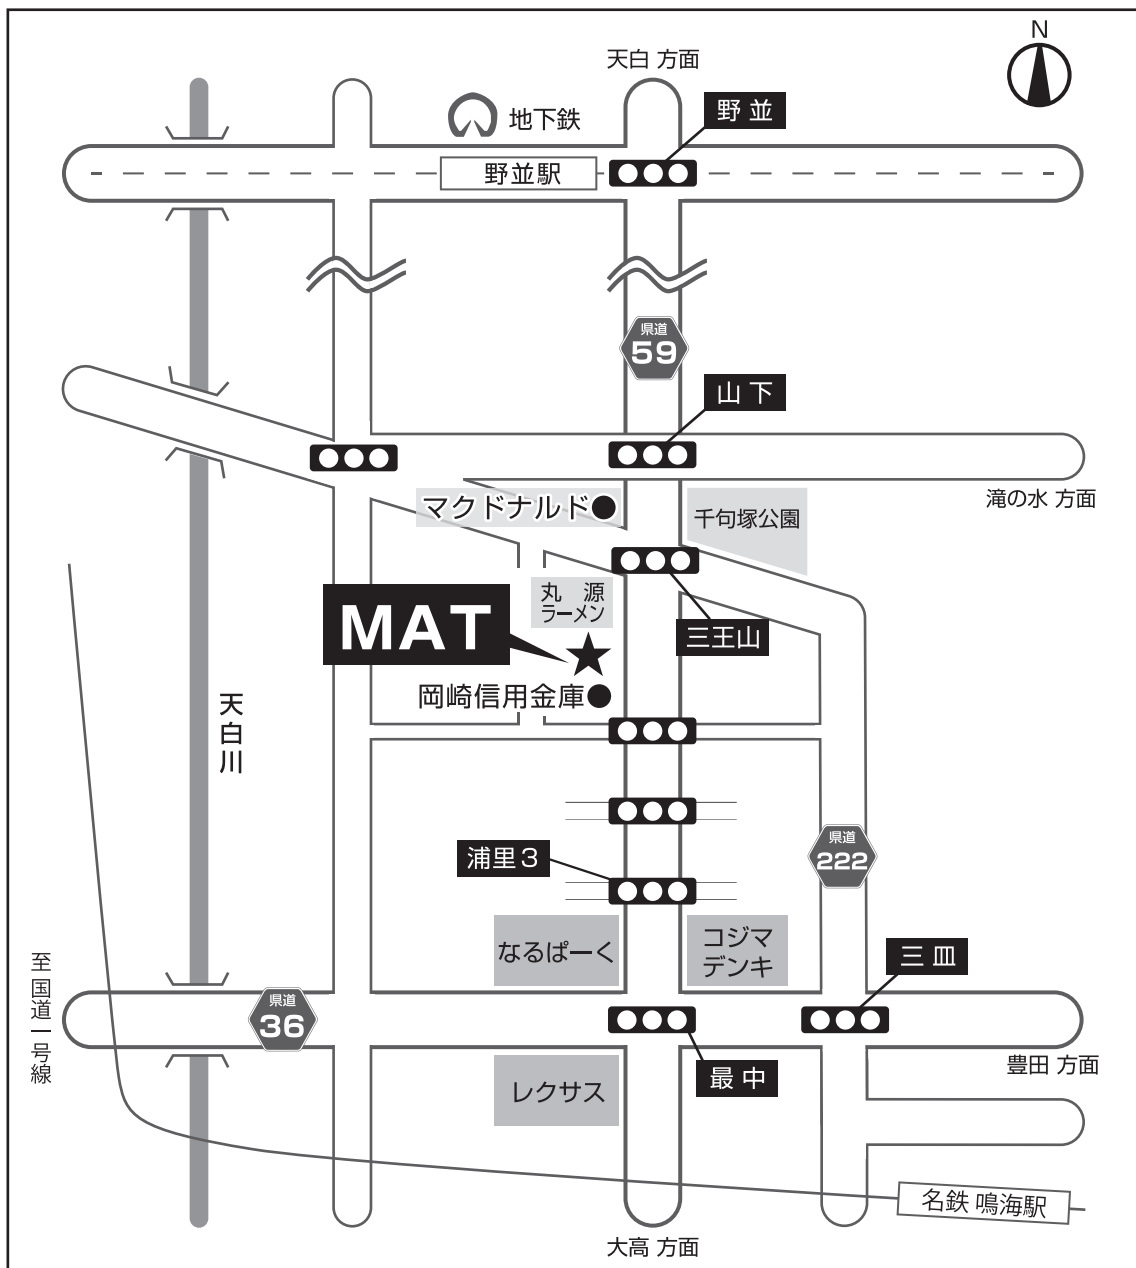 N
天白 方面
野 並
地下鉄
野並駅
県道
59
山 下
滝の水 方面
マクドナルド
千句塚公園
丸 源
ラーメン
MAT
三王山
岡崎信用金庫
天白川
県道
222
浦里3
なるぱーく
コジマ
デンキ
三 皿
至国道一号線
県道
36
豊田 方面
最 中
レクサス
名鉄 鳴海駅
大高 方面